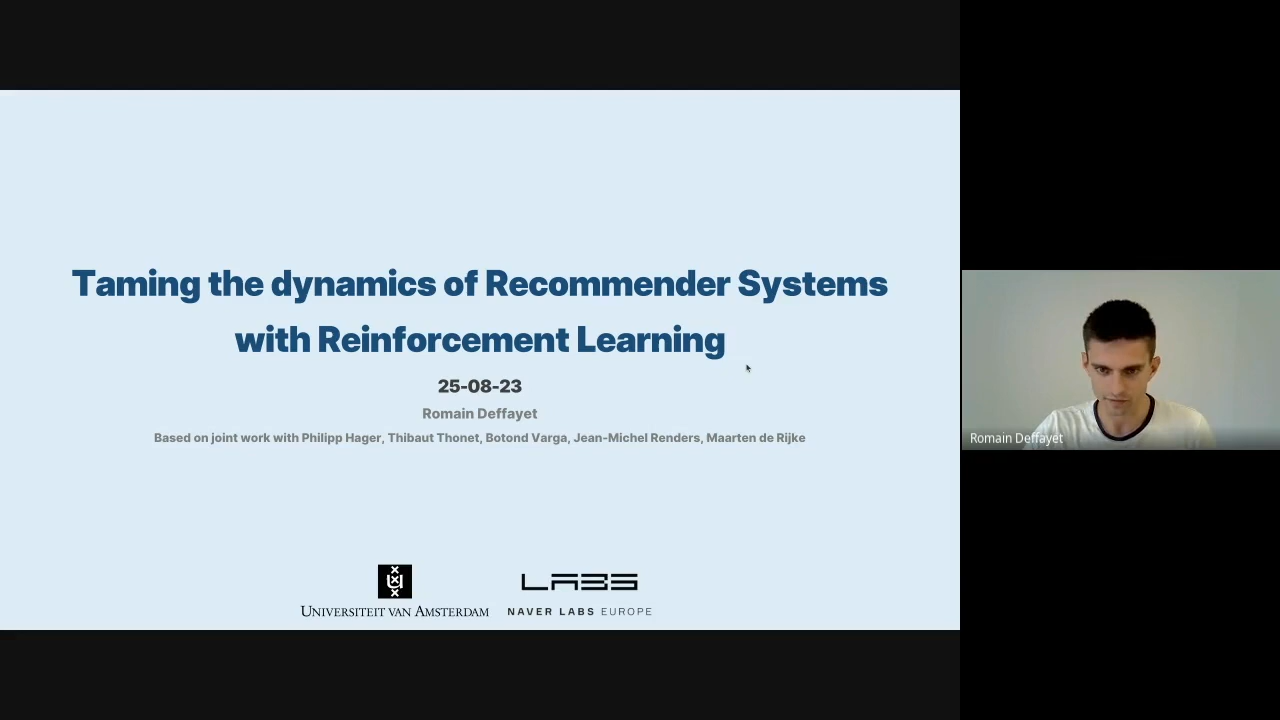 Taming the dynamics of Recommender Systems
with Reinforcement Learning
25-08-23
Romain Deffayet
Based on joint work with Philipp Hager, Thibaut Thonet, Botond Varga, Jean-Michel Renders, Maarten de Rijke
Romain Deffayet
UNIVERSITEIT VAN AMSTERDAM
LABS
NAVER LABS EUROPE